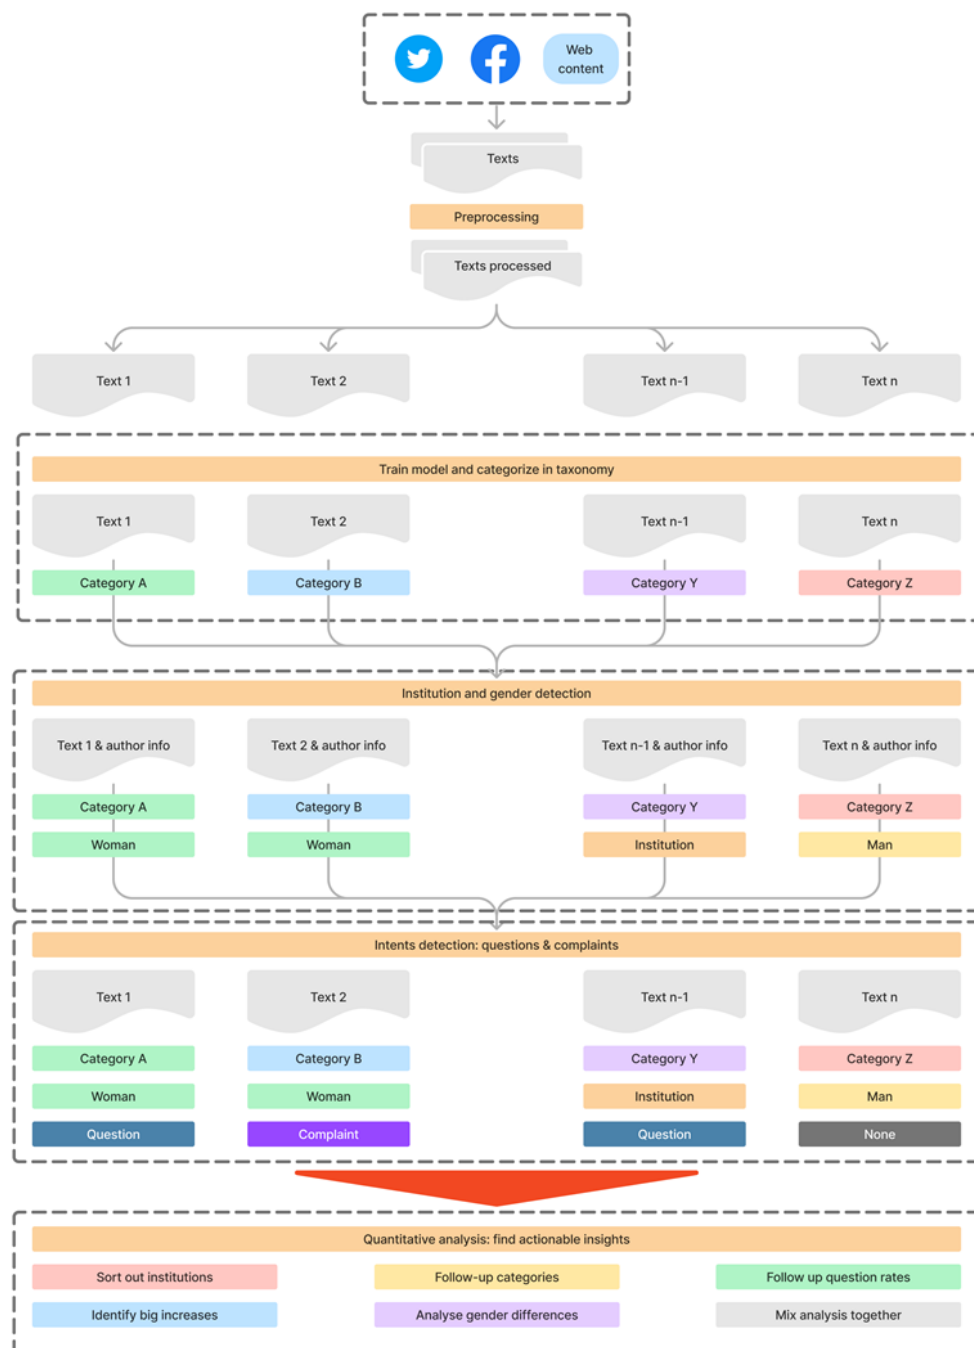 Web
content
Texts
Preprocessing
Texts processed
Text 1
Text 2
Text n-1
Text n
Train model and categorize in taxonomy
Text 1
Text 2
Text n-1
Text n
Category A
Category B
Category Y
Category Z
Institution and gender detection
Text 1 & author info
Text 2 & author info
Text n-1 & author info
Text n & author info
Category A
Category B
Category Y
Category Z
Woman
Woman
Institution
Man
Intents detection: questions & complaints
Text 1
Text 2
Text n-1
Text n
Category A
Category B
Category Y
Category Z
Woman
Woman
Institution
Man
Question
Complaint
Question
None
Quantitative analysis: find actionable insights
Sort out institutions
Follow-up categories
Follow up question rates
Identify big increases
Analyse gender differences
Mix analysis together